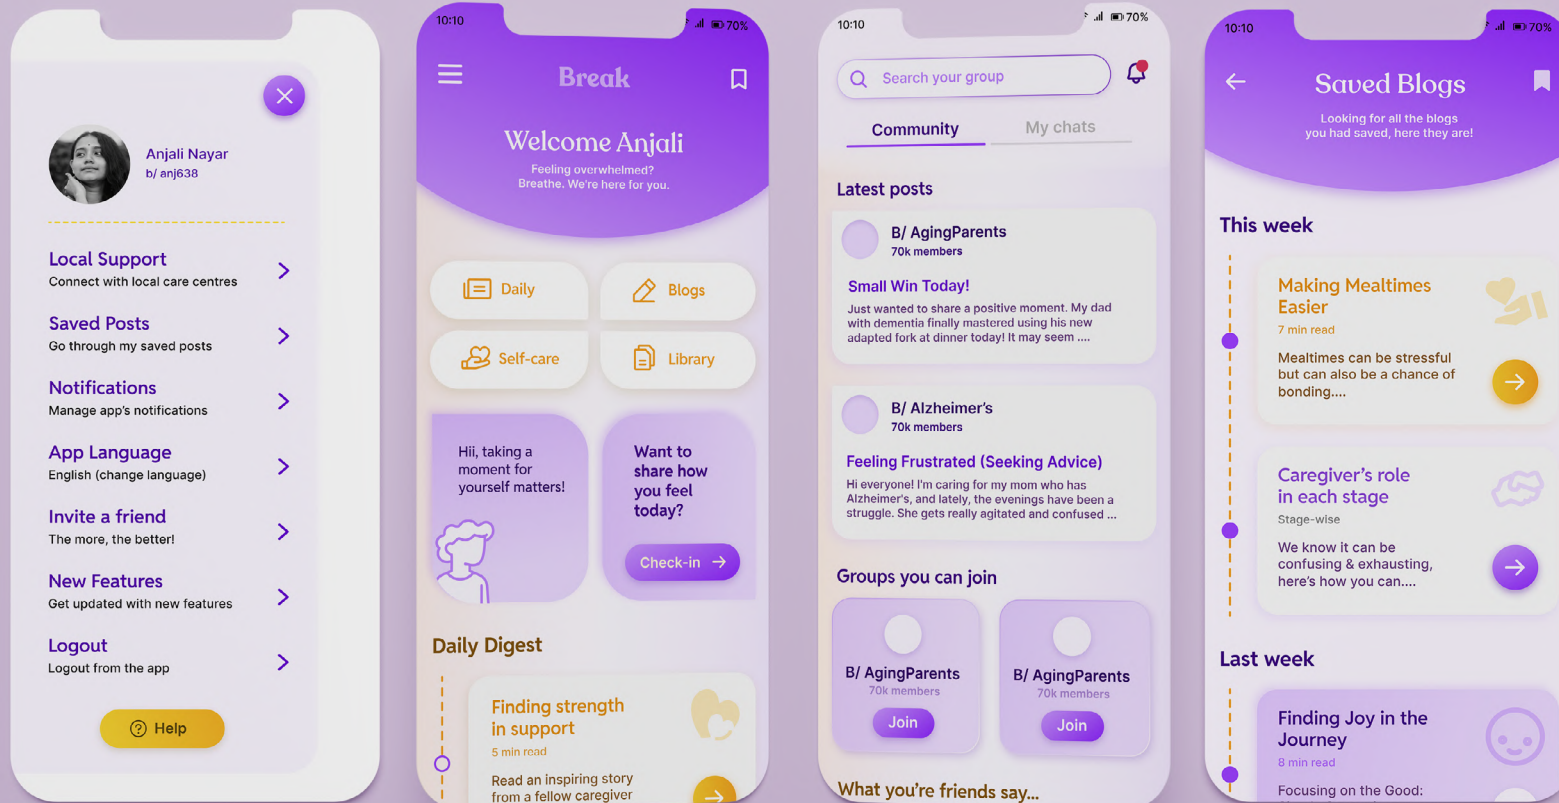 Anjali Nayar
b/ anj638
Local Support
Connect with local care centres
Saved Posts
Go through my saved posts
Notifications
Manage app's notifications
App Language
English (change language)
Invite a friend
The more, the better!
New Features
Get updated with new features
Logout
Logout from the app
Help
10:10
70%
Break
Welcome Anjali
Feeling overwhelmed?
Breathe. We're here for you.
Daily
Blogs
Self-care
Library
Hii, taking a
moment for
yourself matters!
Want to
share how
you feel
today?
Check-in
Daily Digest
Finding strength
in support
5 min read
Read an inspiring story
from a fellow caregiver
10:10
70%
Search your group
Community
My chats
Latest posts
B/ AgingParents
70k members
Small Win Today!
Just wanted to share a positive moment. My dad
with dementia finally mastered using his new
adapted fork at dinner today! It may seem ....
B/ Alzheimer's
70k members
Feeling Frustrated (Seeking Advice)
Hi everyone! I'm caring for my mom who has
Alzheimer's, and lately, the evenings have been a
struggle. She gets really agitated and confused ...
Groups you can join
B/ AgingParents
70k members
Join
B/ AgingParents
70k members
Join
What you're friends say...
10:10
70%
Saved Blogs
Looking for all the blogs
you had saved, here they are!
This week
Making Mealtimes
Easier
7 min read
Mealtimes can be stressful
but can also be a chance of
bonding....
Caregiver's role
in each stage
Stage-wise
We know it can be
confusing & exhausting,
here's how you can....
Last week
Finding Joy in the
Journey
8 min read
Focusing on the Good: